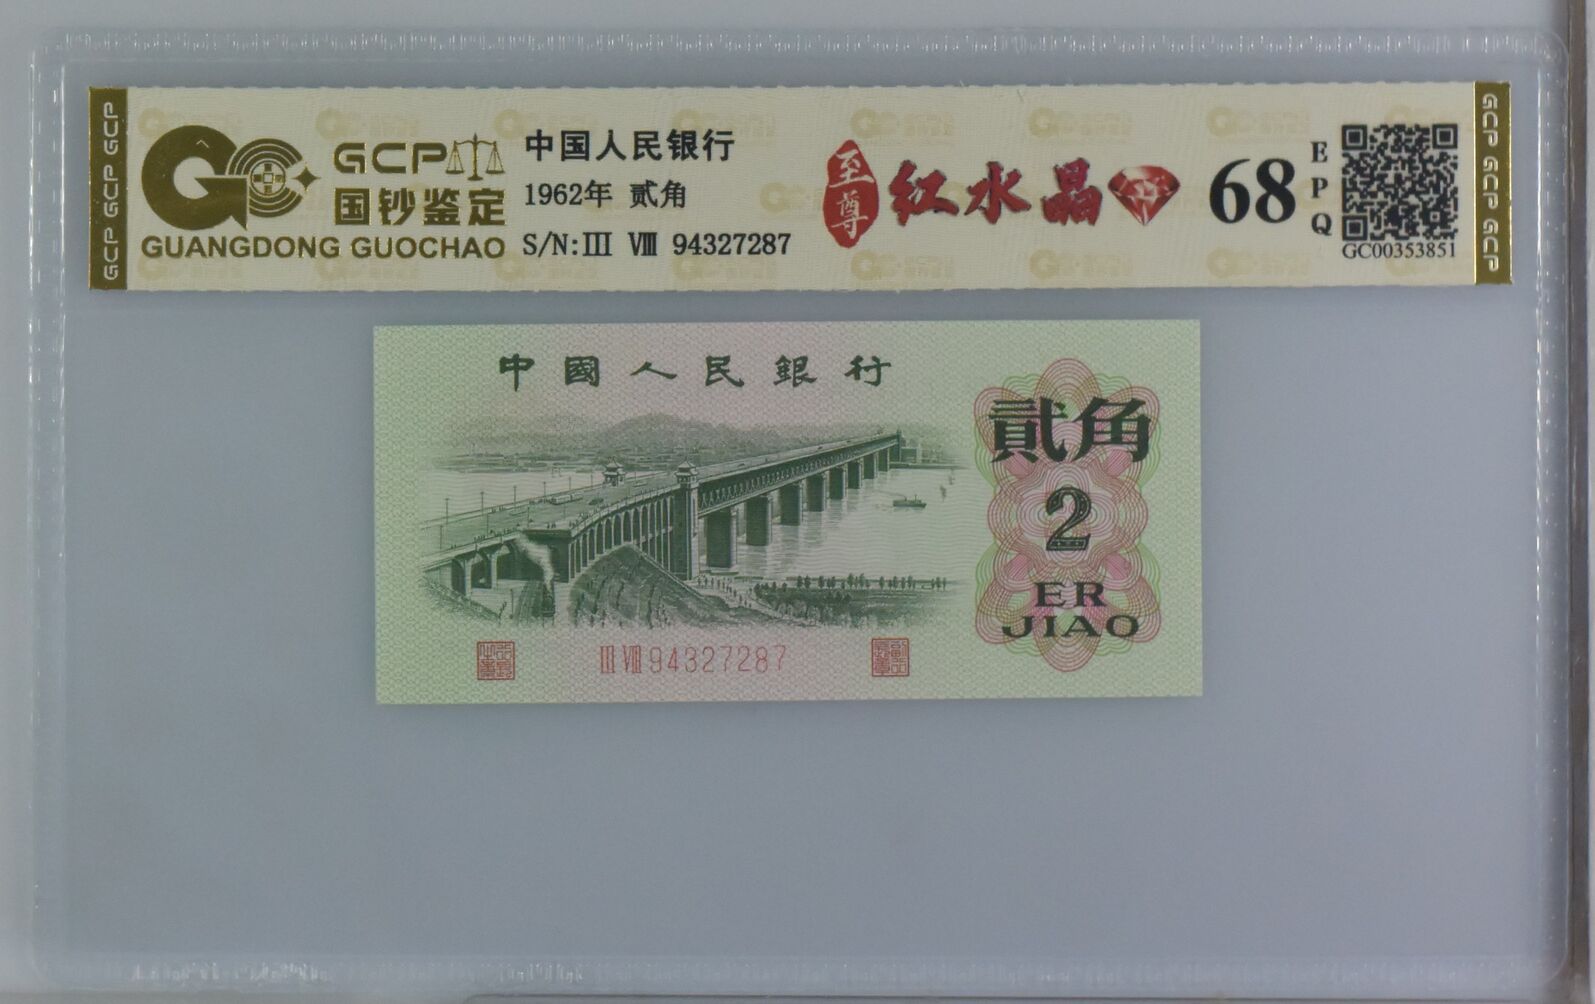 GCP GCP GCP
GCP
国钞鉴定
GUANGDONG GUOCHAO
中国人民银行
1962年 贰角
S/N:III VIII 94327287
至尊
红水晶
68
EPQ
GC00353851
GCP GCP GCP
中國人民銀行
貳角
2
ER
JIAO
III VIII 94327287